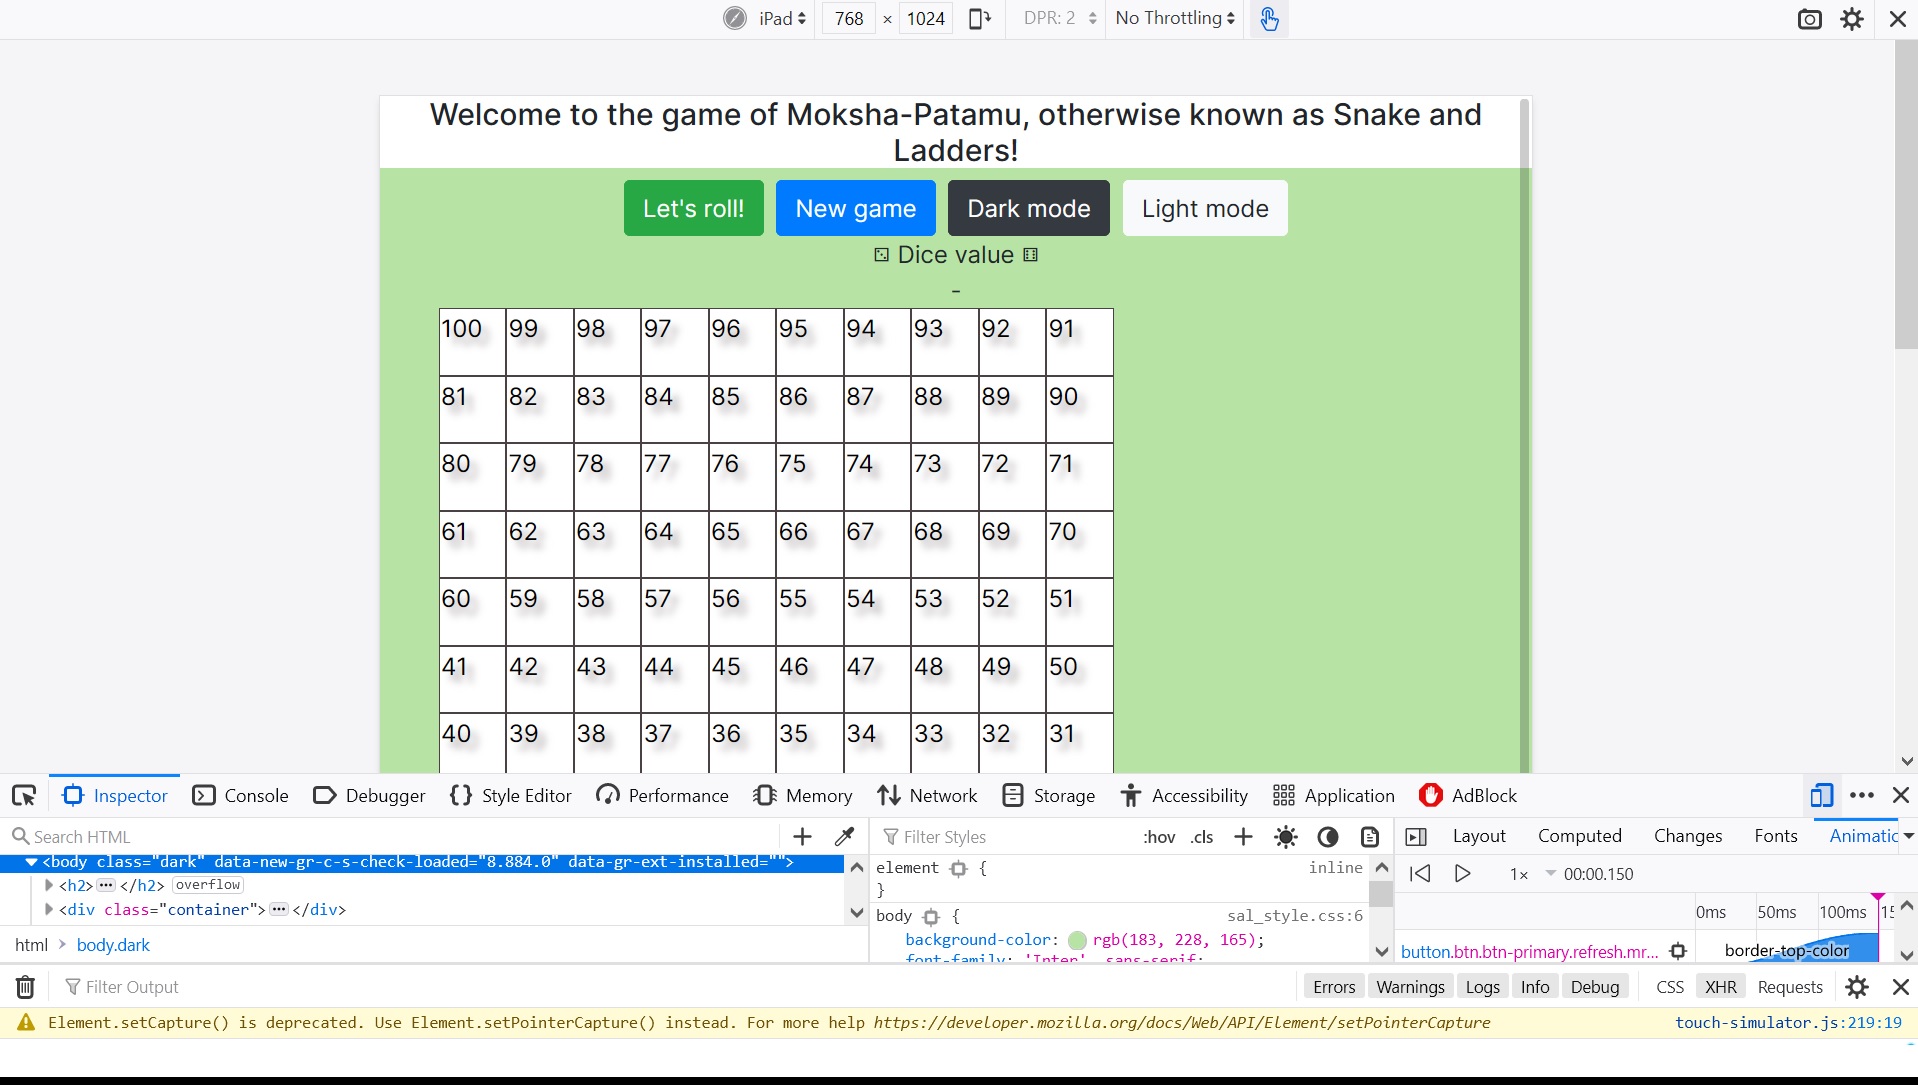 iPad 768 × 1024 DPR: 2 No Throttling
Welcome to the game of Moksha-Patamu, otherwise known as Snake and
Ladders!
Let's roll! New game Dark mode Light mode
⚂ Dice value ⚅
-
100 99 98 97 96 95 94 93 92 91
81 82 83 84 85 86 87 88 89 90
80 79 78 77 76 75 74 73 72 71
61 62 63 64 65 66 67 68 69 70
60 59 58 57 56 55 54 53 52 51
41 42 43 44 45 46 47 48 49 50
40 39 38 37 36 35 34 33 32 31
Inspector Console Debugger Style Editor Performance Memory Network Storage Accessibility Application AdBlock
Search HTML
<body class="dark" data-new-gr-c-s-check-loaded="8.884.0" data-gr-ext-installed="">
<h2>…</h2> overflow
<div class="container">…</div>
html > body.dark
Filter Styles :hov .cls
element { inline
}
body { sal_style.css:6
background-color: rgb(183, 228, 165);
font-family: 'Inter', sans-serif;
Layout Computed Changes Fonts Animatio
1× 00:00.150
0ms 50ms 100ms 15
button.btn.btn-primary.refresh.mr… border-top-color
Filter Output Errors Warnings Logs Info Debug CSS XHR Requests
Element.setCapture() is deprecated. Use Element.setPointerCapture() instead. For more help https://developer.mozilla.org/docs/Web/API/Element/setPointerCapture touch-simulator.js:219:19